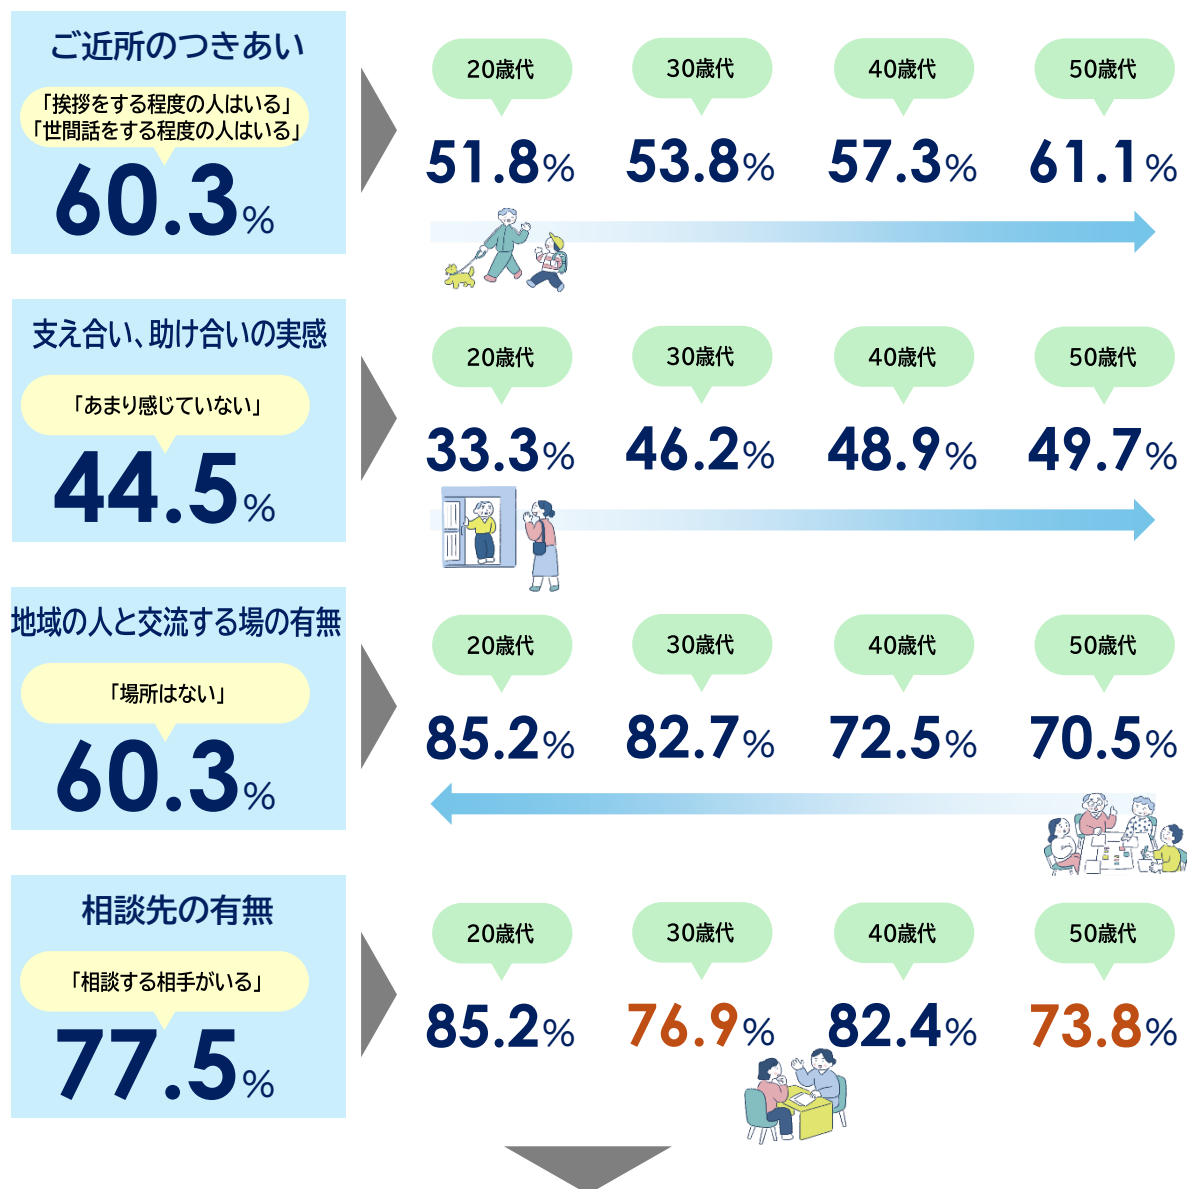 ご近所のつきあい
「挨拶をする程度の人はいる」
「世間話をする程度の人はいる」
60.3%
20歳代 30歳代 40歳代 50歳代
51.8% 53.8% 57.3% 61.1%
支え合い、助け合いの実感
「あまり感じていない」
44.5%
20歳代 30歳代 40歳代 50歳代
33.3% 46.2% 48.9% 49.7%
地域の人と交流する場の有無
「場所はない」
60.3%
20歳代 30歳代 40歳代 50歳代
85.2% 82.7% 72.5% 70.5%
相談先の有無
「相談する相手がいる」
77.5%
20歳代 30歳代 40歳代 50歳代
85.2% 76.9% 82.4% 73.8%